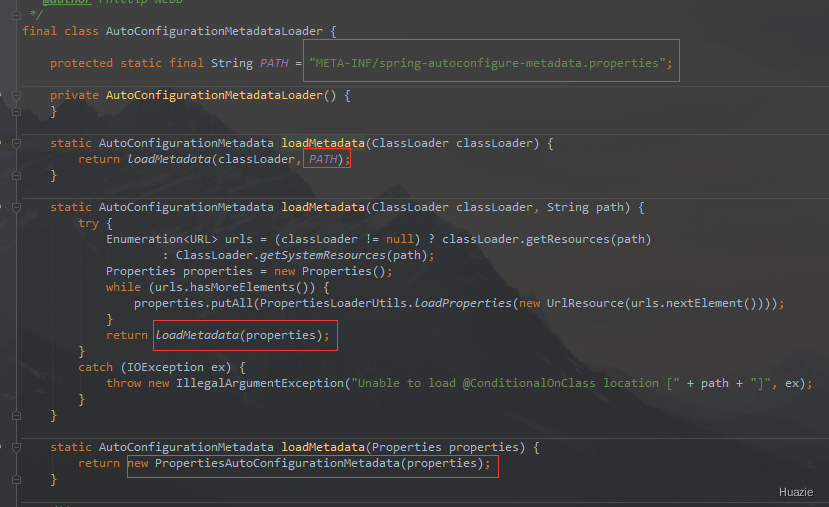 @author Phillip Webb
*/
final class AutoConfigurationMetadataLoader {
protected static final String PATH = "META-INF/spring-autoconfigure-metadata.properties";
private AutoConfigurationMetadataLoader() {
}
static AutoConfigurationMetadata loadMetadata(ClassLoader classLoader) {
return loadMetadata(classLoader, PATH);
}
static AutoConfigurationMetadata loadMetadata(ClassLoader classLoader, String path) {
try {
Enumeration<URL> urls = (classLoader != null) ? classLoader.getResources(path)
: ClassLoader.getSystemResources(path);
Properties properties = new Properties();
while (urls.hasMoreElements()) {
properties.putAll(PropertiesLoaderUtils.loadProperties(new UrlResource(urls.nextElement())));
}
return loadMetadata(properties);
}
catch (IOException ex) {
throw new IllegalArgumentException("Unable to load @ConditionalOnClass location [" + path + "]", ex);
}
}
static AutoConfigurationMetadata loadMetadata(Properties properties) {
return new PropertiesAutoConfigurationMetadata(properties);
}
Huazie